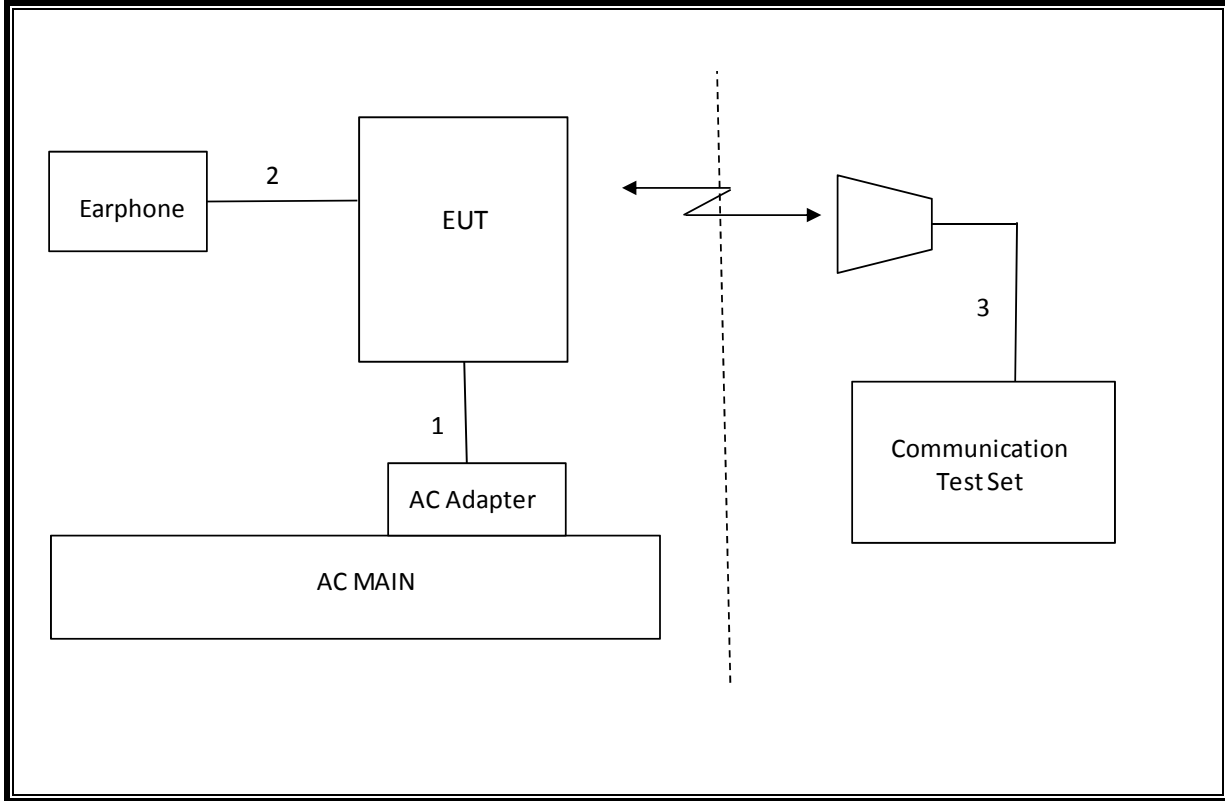 2
Earphone
EUT
3
1
Communication
Test Set
AC Adapter
AC MAIN